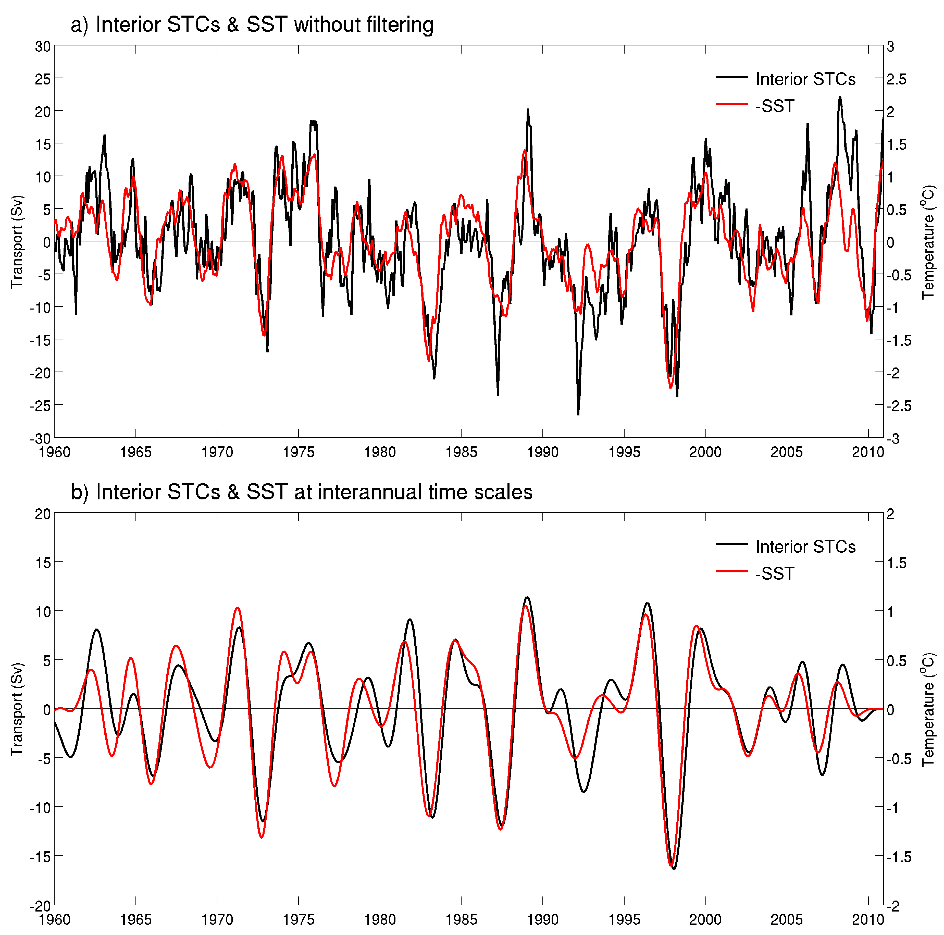 a) Interior STCs & SST without filtering
30 3
25 2.5
20 2
15 1.5
10 1
5 0.5
0 0
-5 -0.5
-10 -1
-15 -1.5
-20 -2
-25 -2.5
-30 -3
Transport (Sv)
Temperature (°C)
Interior STCs
-SST
1960 1965 1970 1975 1980 1985 1990 1995 2000 2005 2010
b) Interior STCs & SST at interannual time scales
20 2
15 1.5
10 1
5 0.5
0 0
-5 -0.5
-10 -1
-15 -1.5
-20 -2
Transport (Sv)
Temperature (°C)
Interior STCs
-SST
1960 1965 1970 1975 1980 1985 1990 1995 2000 2005 2010